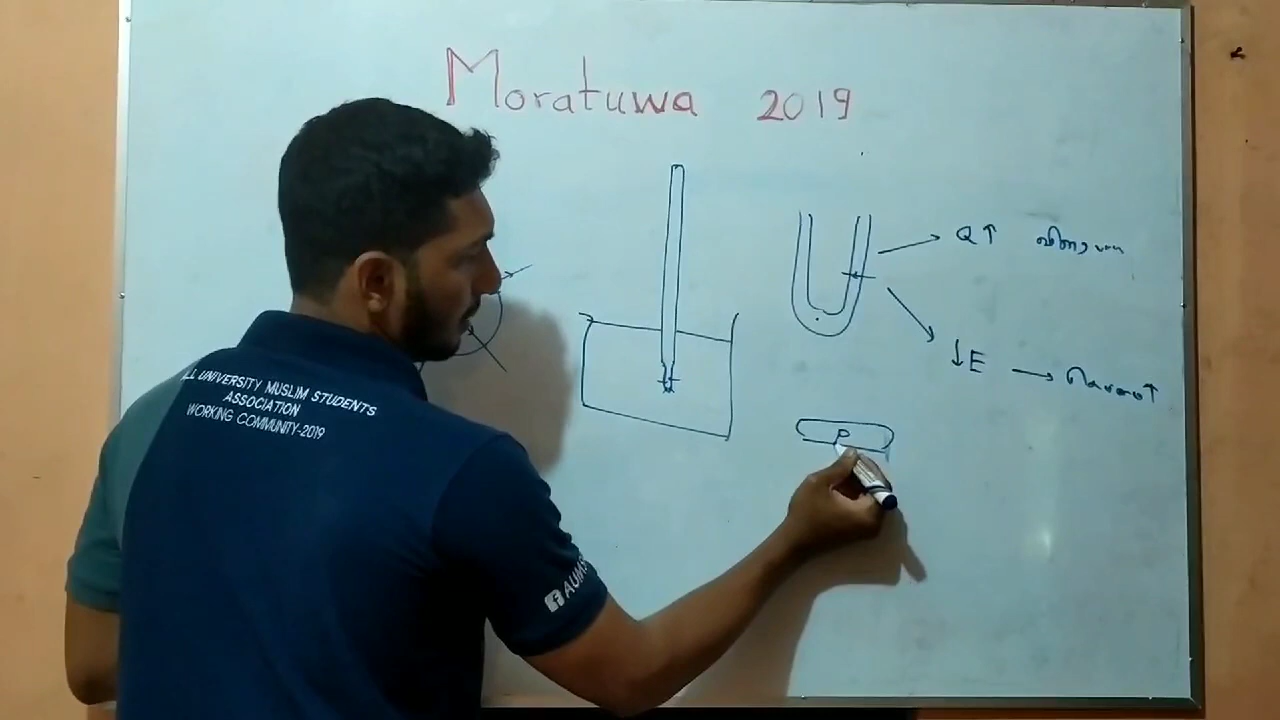 Moratuwa 2019
Q↑
↓E →
P
ALL UNIVERSITY MUSLIM STUDENTS
ASSOCIATION
WORKING COMMUNITY-2019